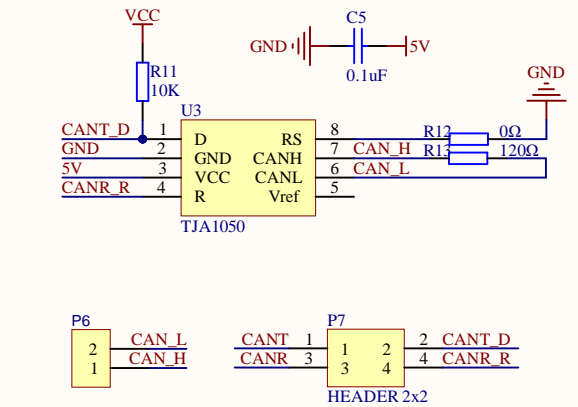 VCC
C5
GND
5V
0.1uF
R11
10K
GND
U3
CANT_D 1 D RS 8 R12 0Ω
GND 2 GND CANH 7 CAN_H R13 120Ω
5V 3 VCC CANL 6 CAN_L
CANR_R 4 R Vref 5
TJA1050
P6
2 CAN_L
1 CAN_H
P7
CANT 1 1 2 2 CANT_D
CANR 3 3 4 4 CANR_R
HEADER 2x2